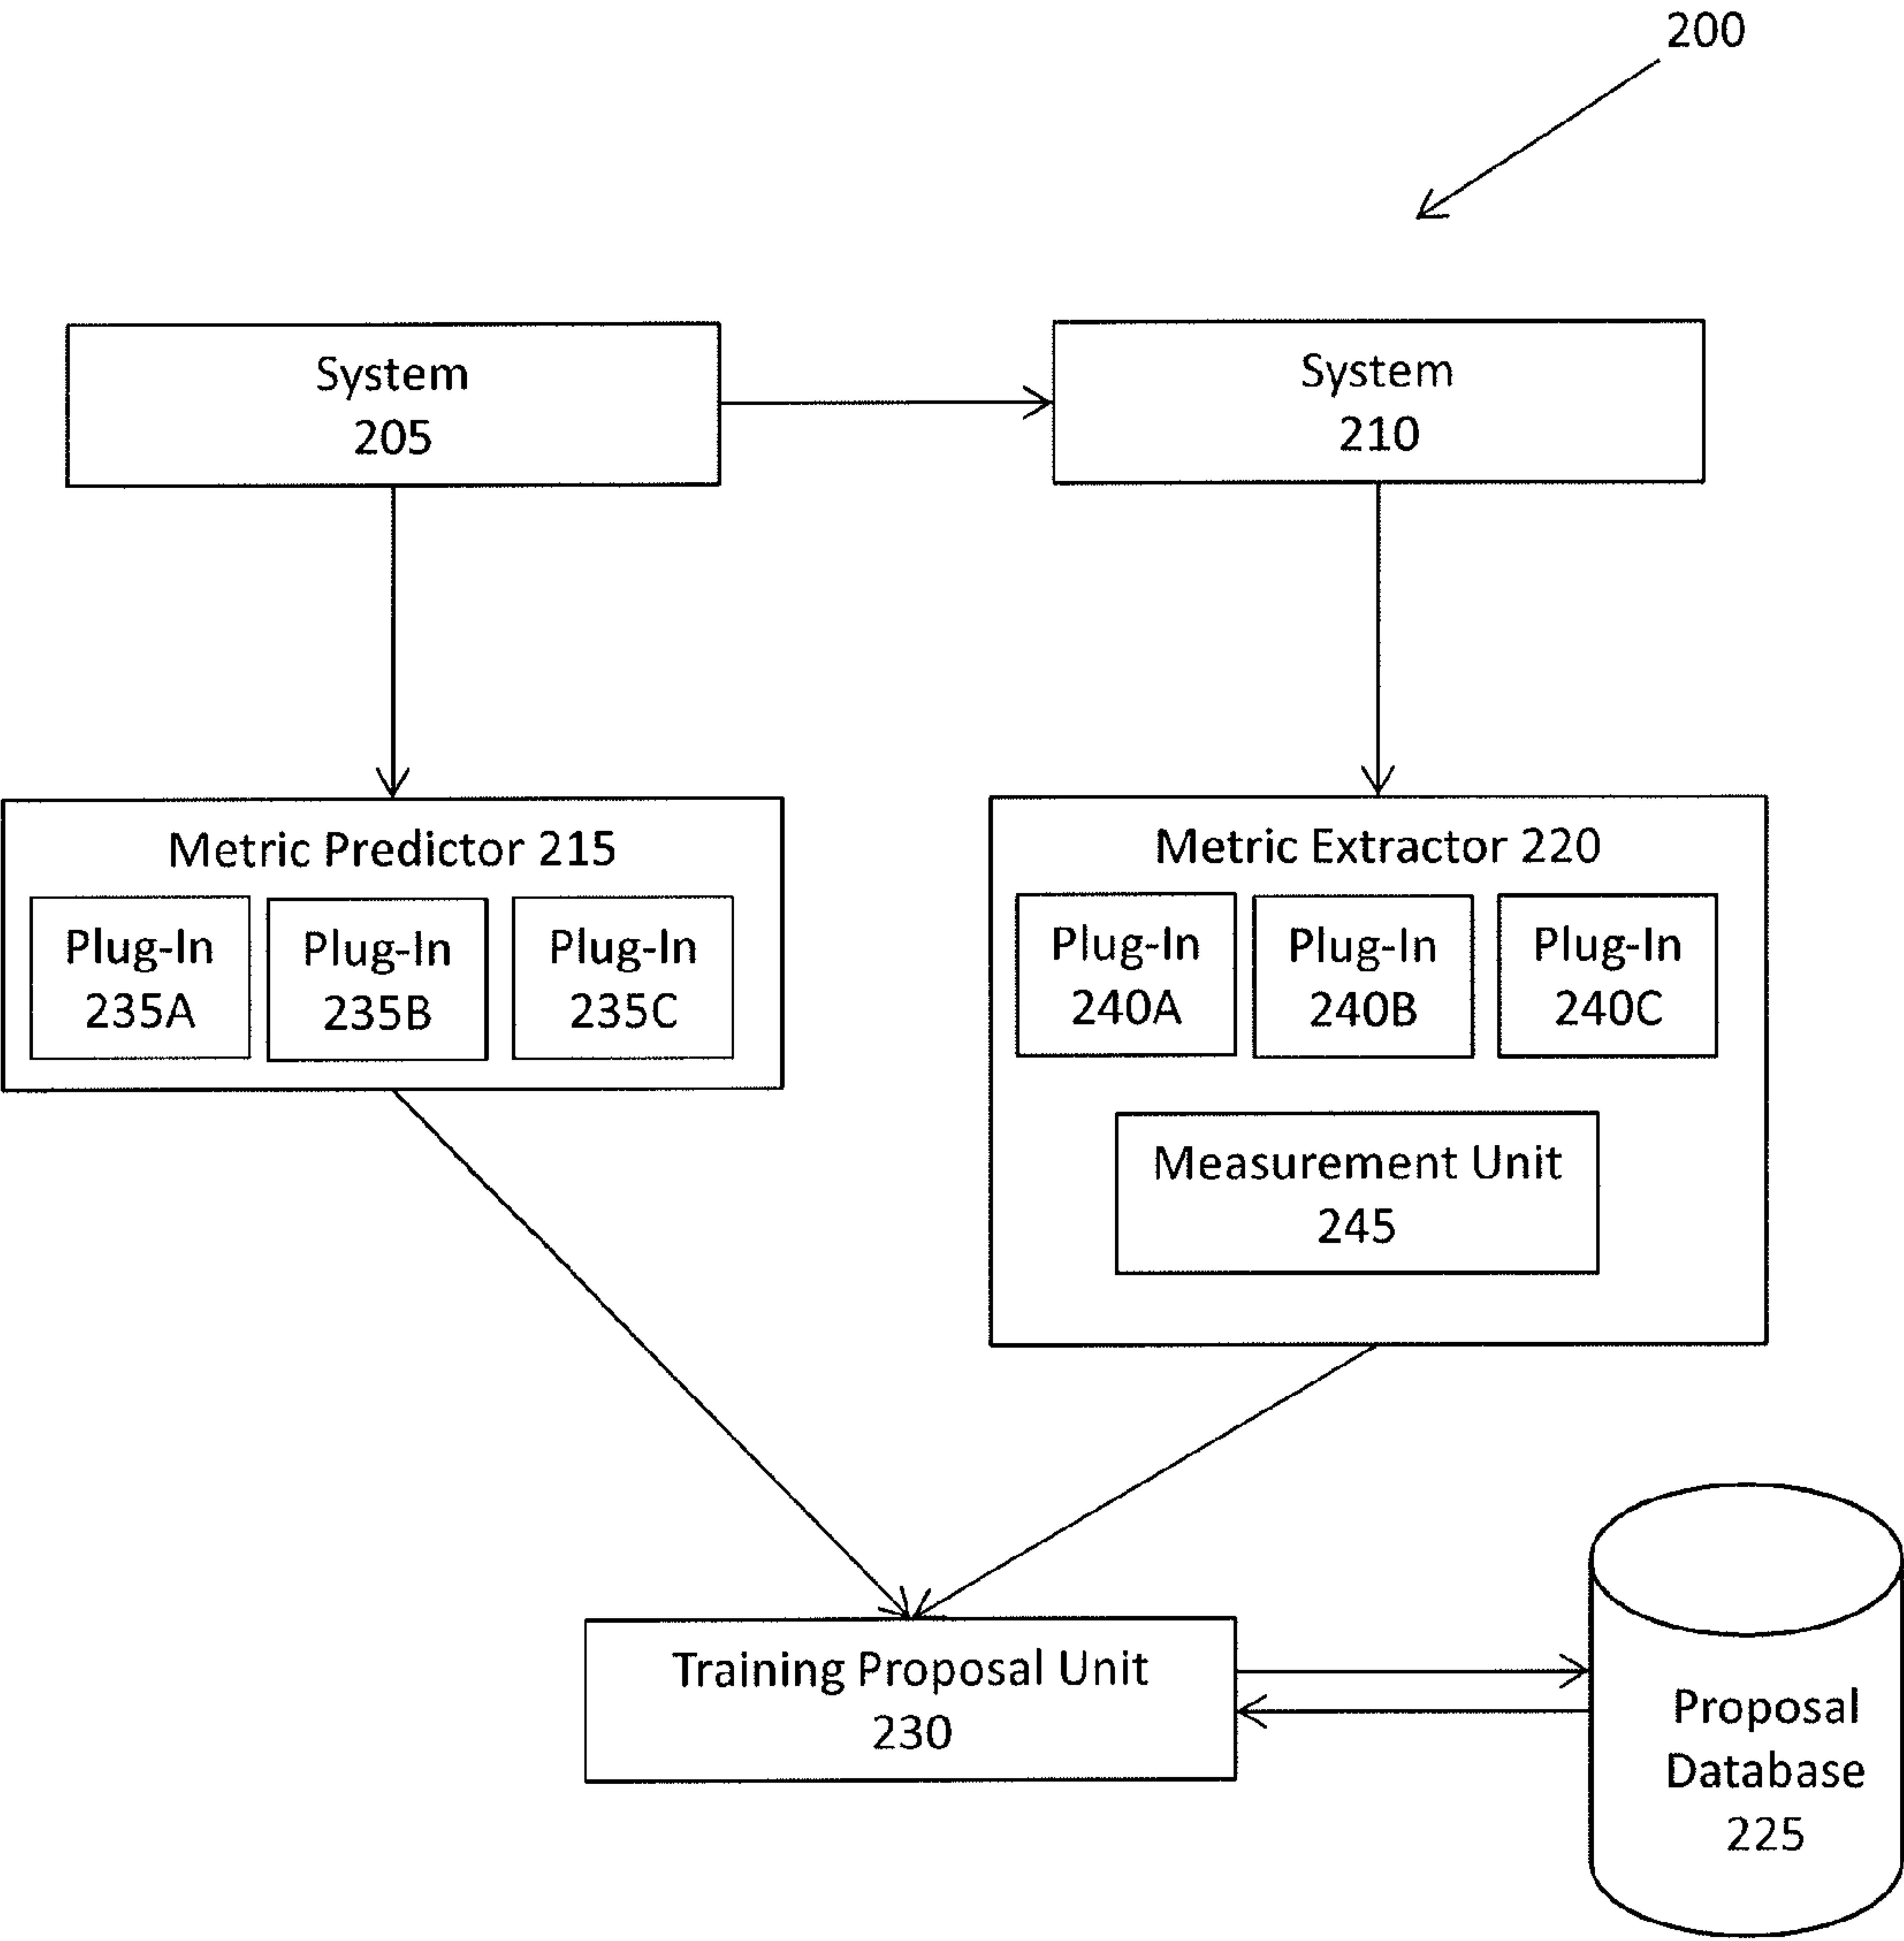 200
System
205
System
210
Metric Predictor 215
Plug-In
235A
Plug-In
235B
Plug-In
235C
Metric Extractor 220
Plug-In
240A
Plug-In
240B
Plug-In
240C
Measurement Unit
245
Training Proposal Unit
230
Proposal
Database
225